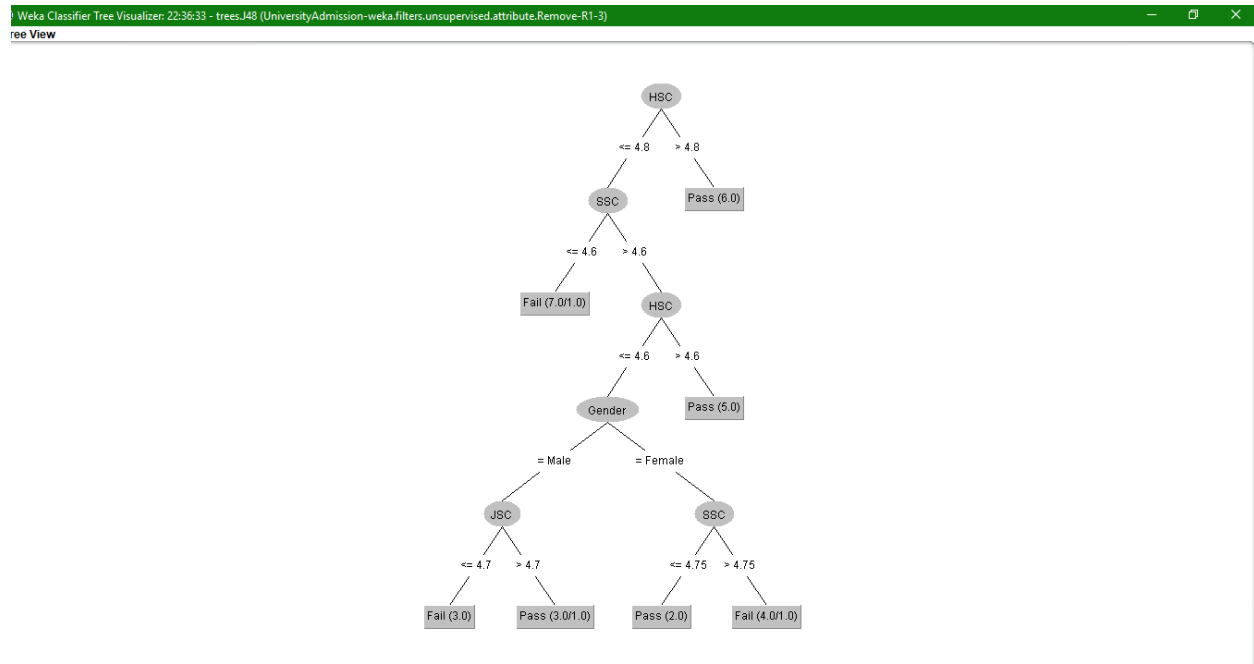 Weka Classifier Tree Visualizer: 22:36:33 - trees.J48 (UniversityAdmission-weka.filters.unsupervised.attribute.Remove-R1-3)
ree View
HSC
<= 4.8 > 4.8
SSC Pass (6.0)
<= 4.6 > 4.6
Fail (7.0/1.0) HSC
<= 4.6 > 4.6
Gender Pass (5.0)
= Male = Female
JSC SSC
<= 4.7 > 4.7 <= 4.75 > 4.75
Fail (3.0) Pass (3.0/1.0) Pass (2.0) Fail (4.0/1.0)